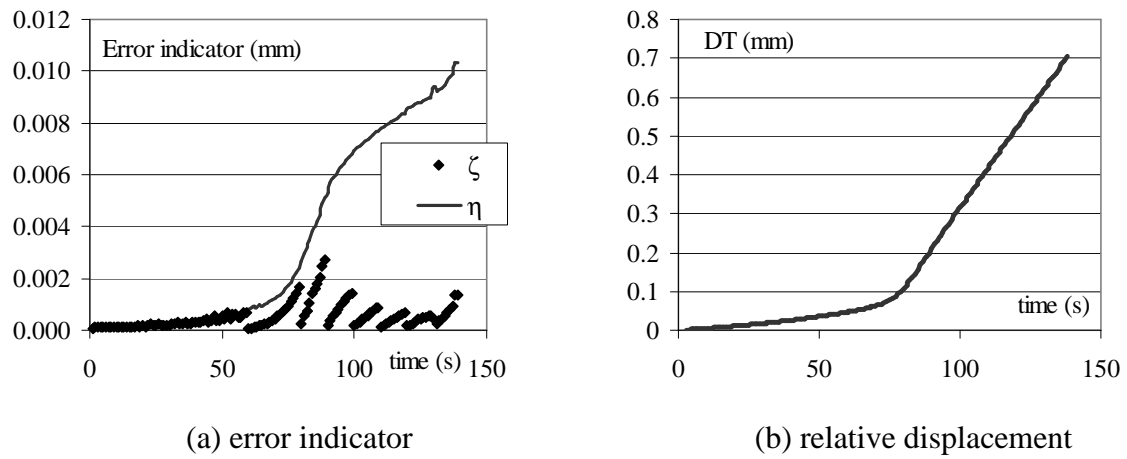 0.012
Error indicator (mm)
0.010
0.008
0.006
0.004
0.002
0.000
ζ
η
time (s)
0 50 100 150
(a) error indicator
0.8
DT (mm)
0.7
0.6
0.5
0.4
0.3
0.2
0.1
0
time (s)
0 50 100 150
(b) relative displacement